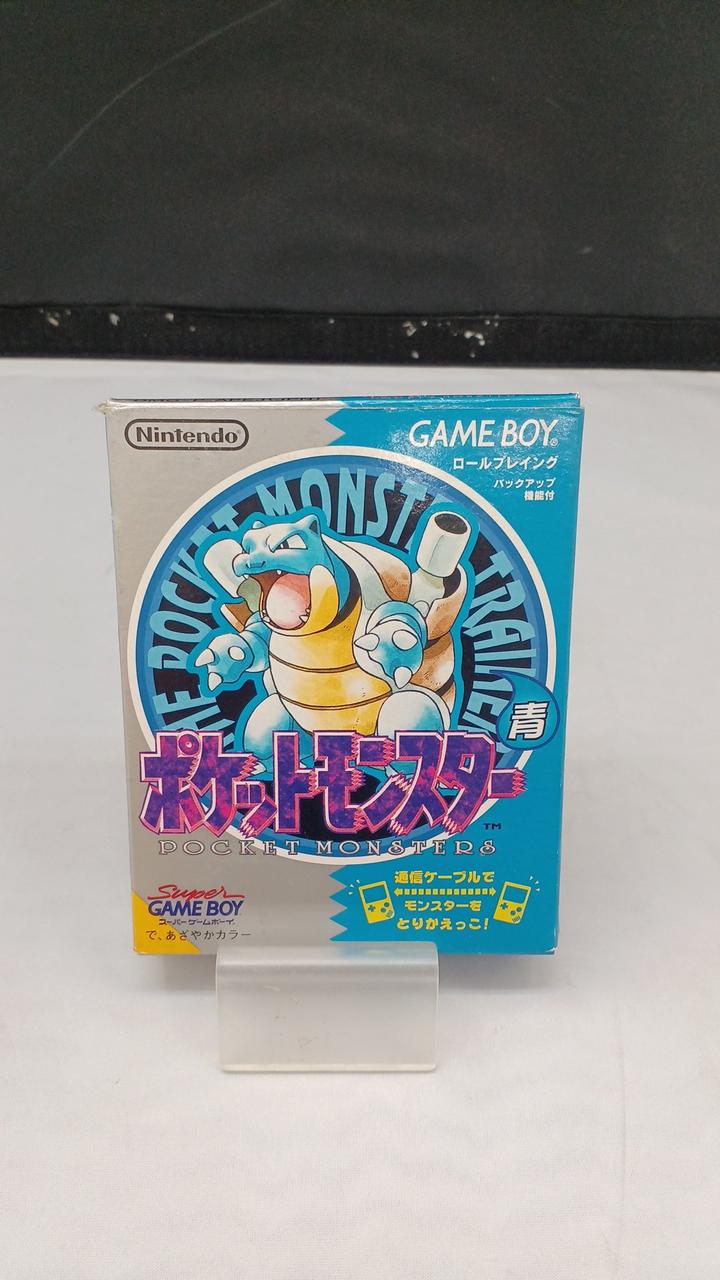 Nintendo
GAME BOY®
ロールプレイング
バックアップ
機能付
THE POCKET MONSTER TRAINER
青
ポケットモンスター
TM
POCKET MONSTERS
Super
GAME BOY
スーパーゲームボーイ
で、あざやかカラー
通信ケーブルで
モンスターを
とりかえっこ!